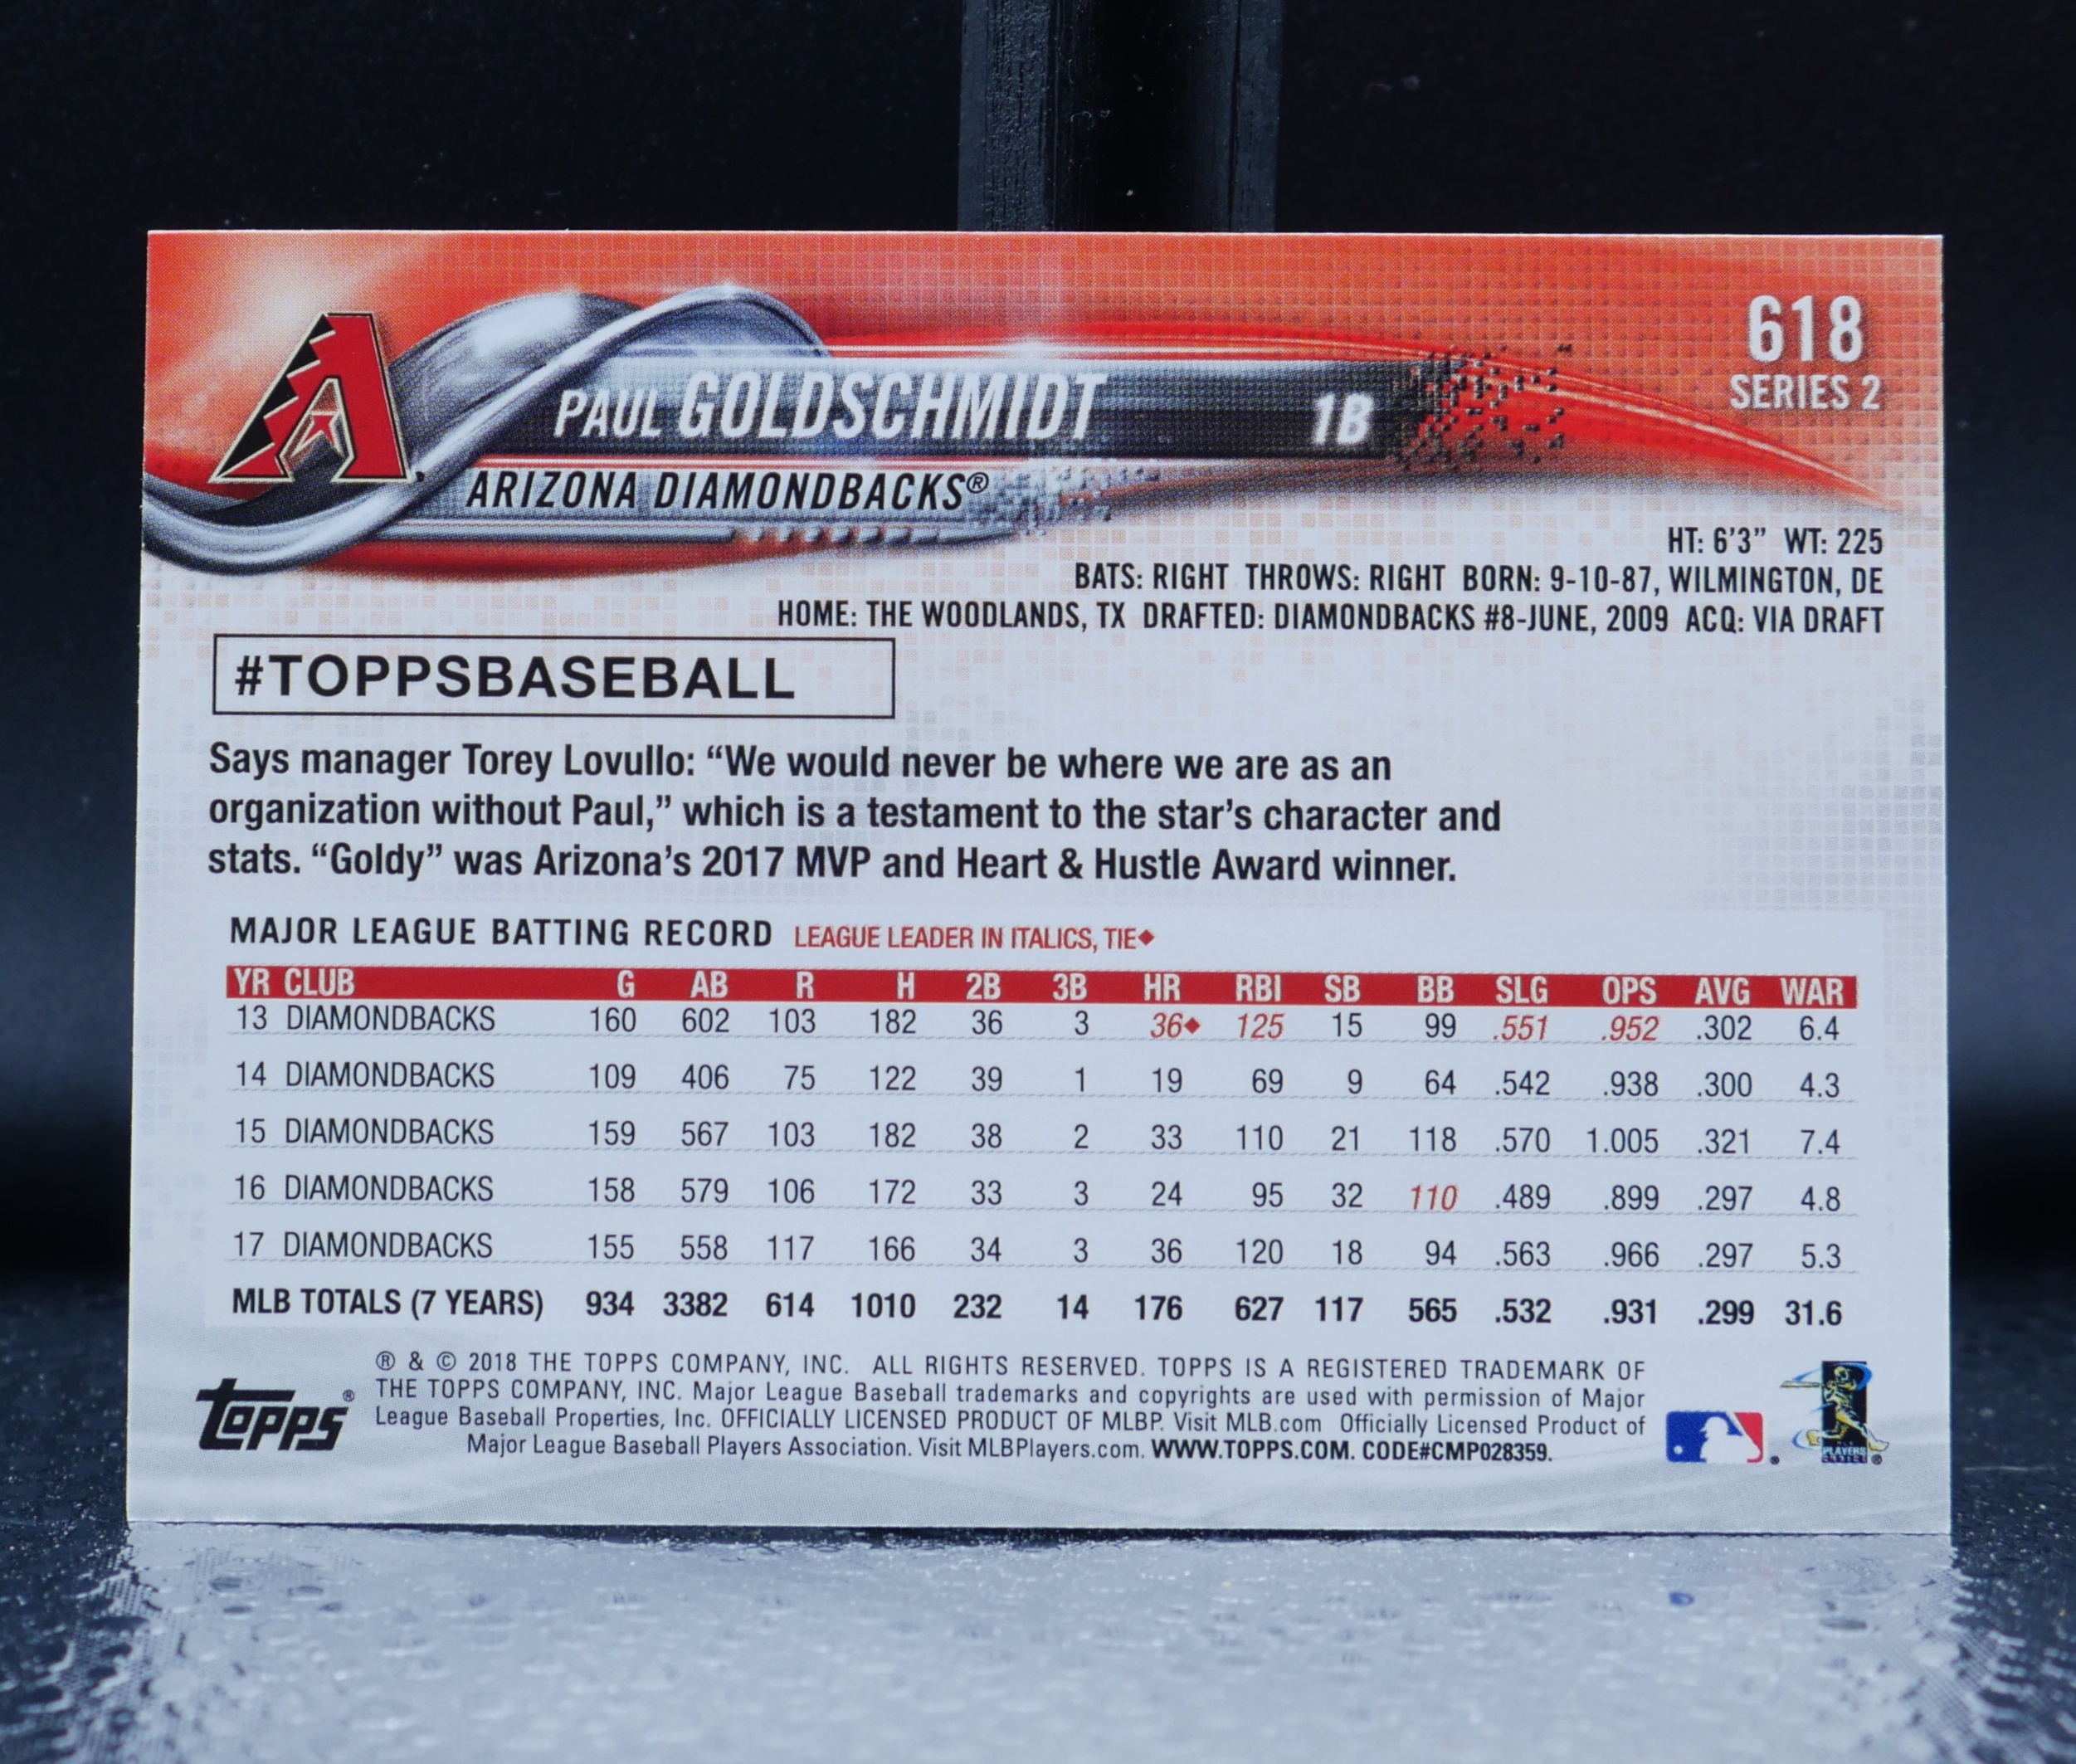 618
SERIES 2
PAUL GOLDSCHMIDT 1B
ARIZONA DIAMONDBACKS®
HT: 6'3" WT: 225
BATS: RIGHT THROWS: RIGHT BORN: 9-10-87, WILMINGTON, DE
HOME: THE WOODLANDS, TX DRAFTED: DIAMONDBACKS #8-JUNE, 2009 ACQ: VIA DRAFT
#TOPPSBASEBALL
Says manager Torey Lovullo: “We would never be where we are as an
organization without Paul,” which is a testament to the star’s character and
stats. “Goldy” was Arizona’s 2017 MVP and Heart & Hustle Award winner.
MAJOR LEAGUE BATTING RECORD LEAGUE LEADER IN ITALICS, TIE◆
YR CLUB G AB R H 2B 3B HR RBI SB BB SLG OPS AVG WAR
13 DIAMONDBACKS 160 602 103 182 36 3 36◆ 125 15 99 .551 .952 .302 6.4
14 DIAMONDBACKS 109 406 75 122 39 1 19 69 9 64 .542 .938 .300 4.3
15 DIAMONDBACKS 159 567 103 182 38 2 33 110 21 118 .570 1.005 .321 7.4
16 DIAMONDBACKS 158 579 106 172 33 3 24 95 32 110 .489 .899 .297 4.8
17 DIAMONDBACKS 155 558 117 166 34 3 36 120 18 94 .563 .966 .297 5.3
MLB TOTALS (7 YEARS) 934 3382 614 1010 232 14 176 627 117 565 .532 .931 .299 31.6
Topps®
® & © 2018 THE TOPPS COMPANY, INC. ALL RIGHTS RESERVED. TOPPS IS A REGISTERED TRADEMARK OF
THE TOPPS COMPANY, INC. Major League Baseball trademarks and copyrights are used with permission of Major
League Baseball Properties, Inc. OFFICIALLY LICENSED PRODUCT OF MLBP. Visit MLB.com Officially Licensed Product of
Major League Baseball Players Association. Visit MLBPlayers.com. WWW.TOPPS.COM. CODE#CMP028359.
PLAYERS